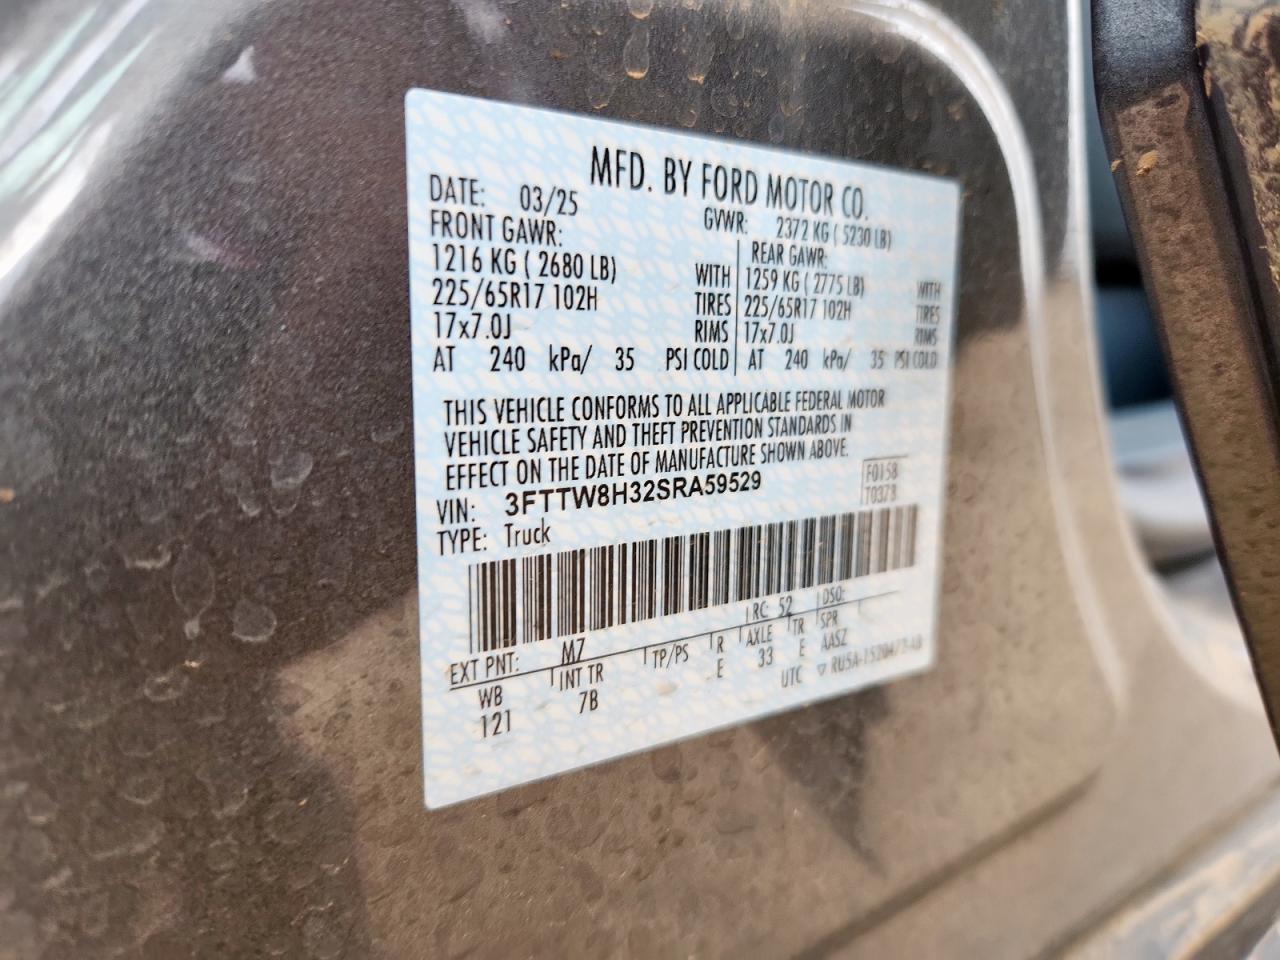 MFD. BY FORD MOTOR CO.
DATE: 03/25 GVWR: 2372 KG ( 5230 LB)
FRONT GAWR: REAR GAWR:
1216 KG ( 2680 LB) WITH 1259 KG ( 2775 LB) WITH
225/65R17 102H TIRES 225/65R17 102H TIRES
17x7.0J RIMS 17x7.0J RIMS
AT 240 kPa/ 35 PSI COLD AT 240 kPa/ 35 PSI COLD
THIS VEHICLE CONFORMS TO ALL APPLICABLE FEDERAL MOTOR
VEHICLE SAFETY AND THEFT PREVENTION STANDARDS IN
EFFECT ON THE DATE OF MANUFACTURE SHOWN ABOVE.
VIN: 3FTTW8H32SRA59529 F0158
TYPE: Truck T0378
EXT PNT: M7 RC: 52 DSO:
WB INT TR TP/PS R AXLE TR SPR
121 7B E 33 E AASZ
UTC ▽